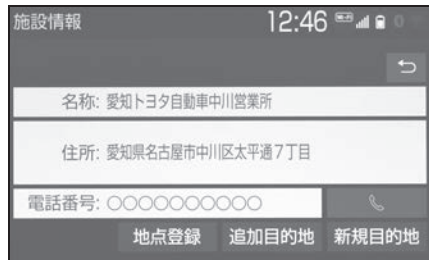 施設情報 12:46 Wi-Fi
名称: 愛知トヨタ自動車中川営業所
住所: 愛知県名古屋市中川区太平通7丁目
電話番号: ○○○○○○○○○○
地点登録 追加目的地 新規目的地